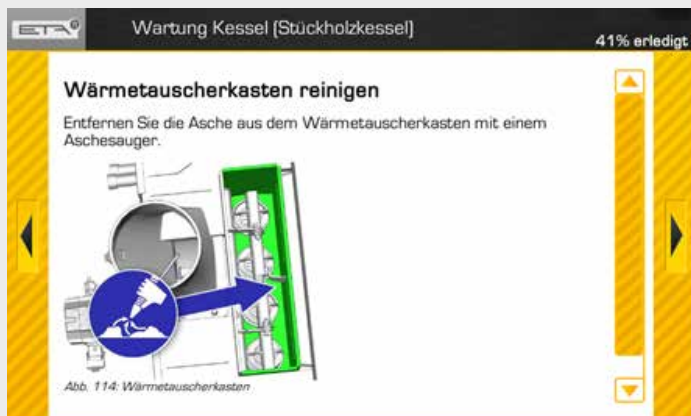 ETA
Wartung Kessel (Stückholzkessel)
41% erledigt
Wärmetauscherkasten reinigen
Entfernen Sie die Asche aus dem Wärmetauscherkasten mit einem
Aschesauger.
Abb. 114: Wärmetauscherkasten